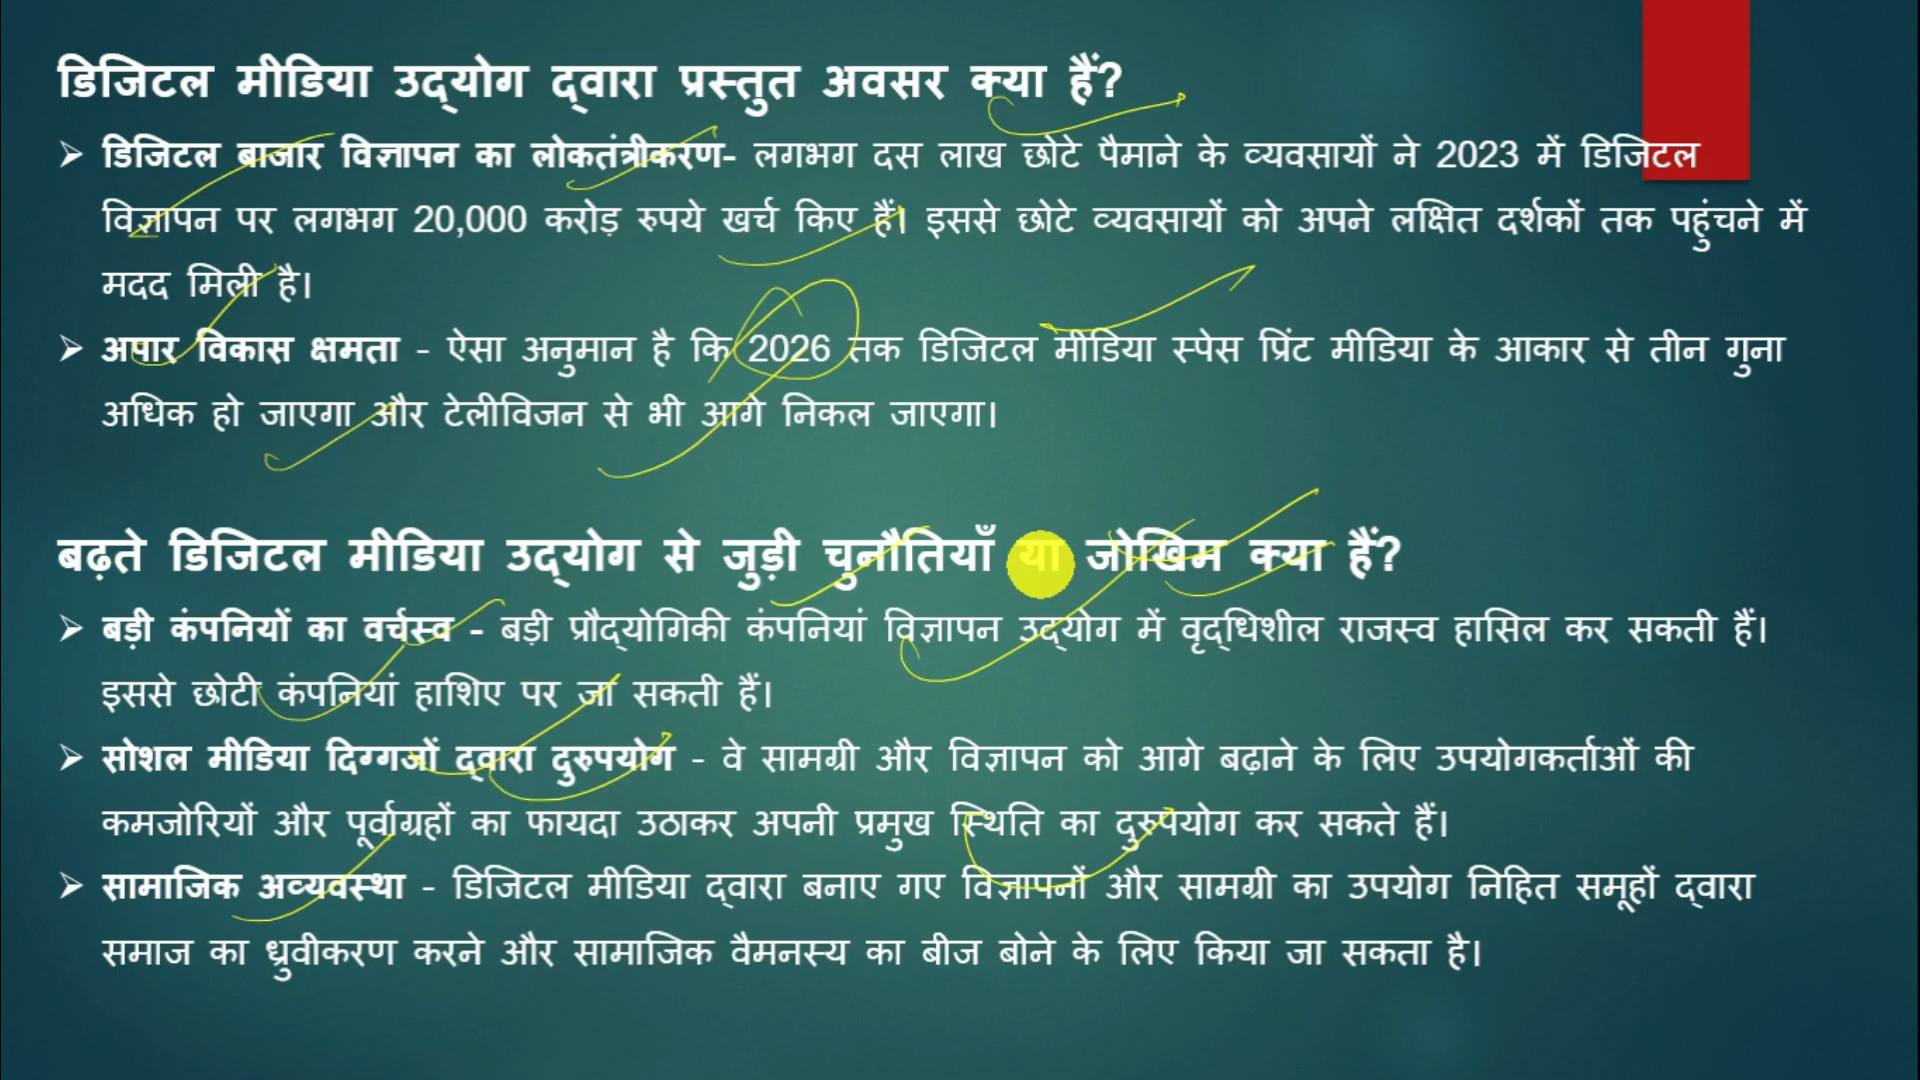 डिजिटल मीडिया उद्योग द्वारा प्रस्तुत अवसर क्या हैं?
➢ डिजिटल बाजार विज्ञापन का लोकतंत्रीकरण- लगभग दस लाख छोटे पैमाने के व्यवसायों ने 2023 में डिजिटल
विज्ञापन पर लगभग 20,000 करोड़ रुपये खर्च किए हैं। इससे छोटे व्यवसायों को अपने लक्षित दर्शकों तक पहुंचने में
मदद मिली है।
➢ अपार विकास क्षमता - ऐसा अनुमान है कि 2026 तक डिजिटल मीडिया स्पेस प्रिंट मीडिया के आकार से तीन गुना
अधिक हो जाएगा और टेलीविजन से भी आगे निकल जाएगा।
बढ़ते डिजिटल मीडिया उद्योग से जुड़ी चुनौतियाँ या जोखिम क्या हैं?
➢ बड़ी कंपनियों का वर्चस्व - बड़ी प्रौद्योगिकी कंपनियां विज्ञापन उद्योग में वृद्धिशील राजस्व हासिल कर सकती हैं।
इससे छोटी कंपनियां हाशिए पर जा सकती हैं।
➢ सोशल मीडिया दिग्गजों द्वारा दुरुपयोग - वे सामग्री और विज्ञापन को आगे बढ़ाने के लिए उपयोगकर्ताओं की
कमजोरियों और पूर्वाग्रहों का फायदा उठाकर अपनी प्रमुख स्थिति का दुरुपयोग कर सकते हैं।
➢ सामाजिक अव्यवस्था - डिजिटल मीडिया द्वारा बनाए गए विज्ञापनों और सामग्री का उपयोग निहित समूहों द्वारा
समाज का ध्रुवीकरण करने और सामाजिक वैमनस्य का बीज बोने के लिए किया जा सकता है।